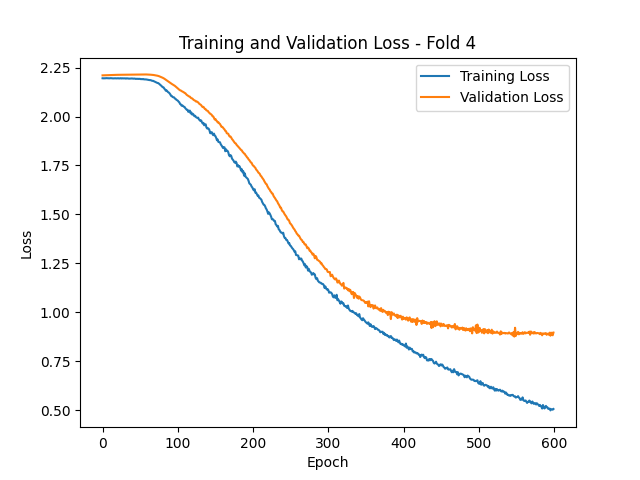 Training and Validation Loss - Fold 4
Training Loss
Validation Loss
2.25
2.00
1.75
1.50
1.25
1.00
0.75
0.50
Loss
0 100 200 300 400 500 600
Epoch